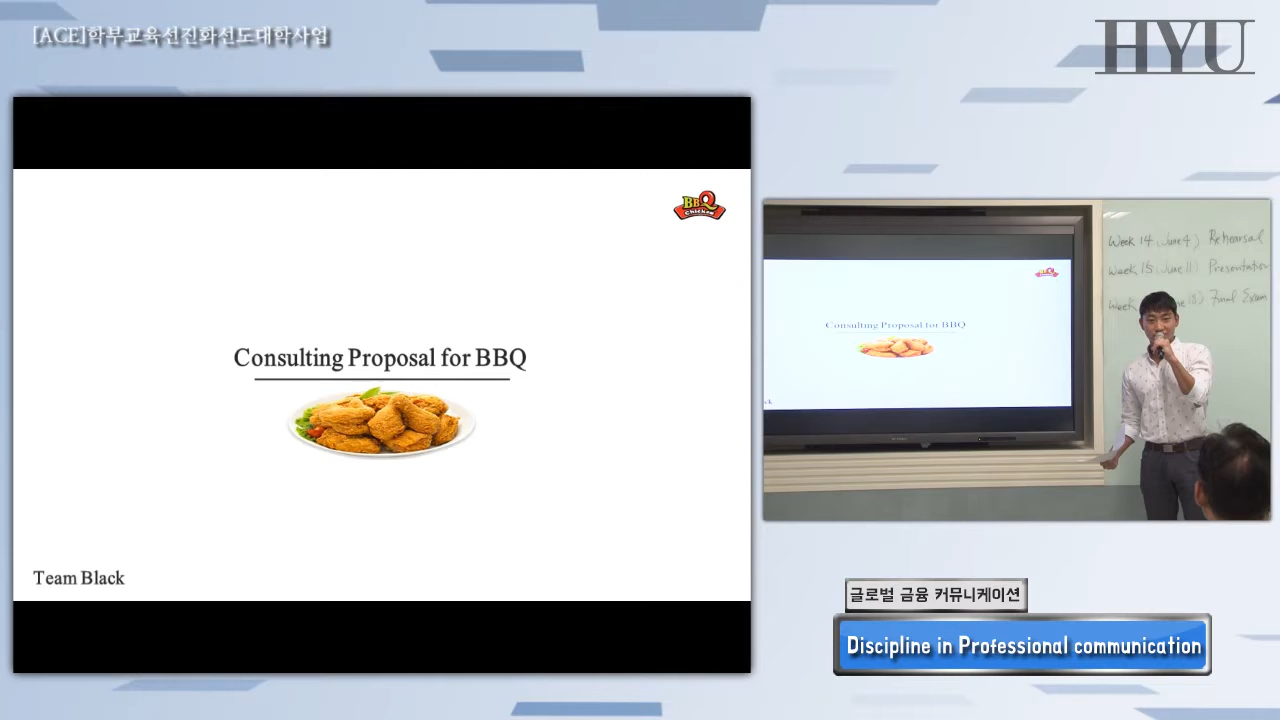 [ACE]학부교육선진화선도대학사업
HYU
BBQ
Chicken
Consulting Proposal for BBQ
Team Black
Consulting Proposal for BBQ
Week 14 (June 4) Rehearsal
Week 15 (June 11) Presentation
Week Final Exam
글로벌 금융 커뮤니케이션
Discipline in Professional communication